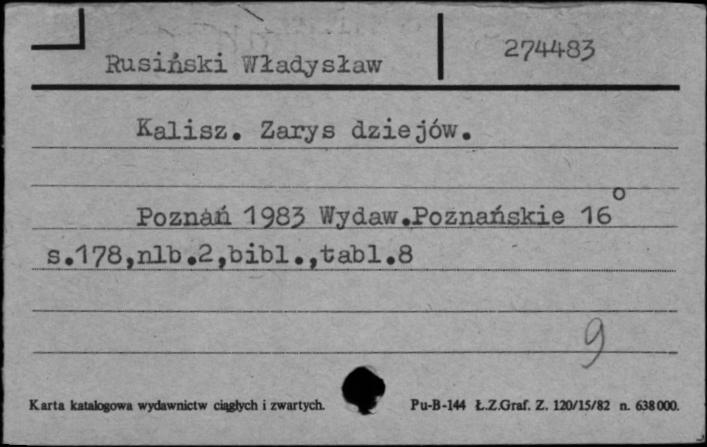 Rusiński Władysław 274483
Kalisz. Zarys dziejów.
Poznań 1983 Wydaw.Poznańskie 16°
s.178,nlb.2,bibl.,tabl.8
9
Karta katalogowa wydawnictw ciągłych i zwartych. Pu-B-144 Ł.Z.Graf. Z. 120/15/82 n. 638000.